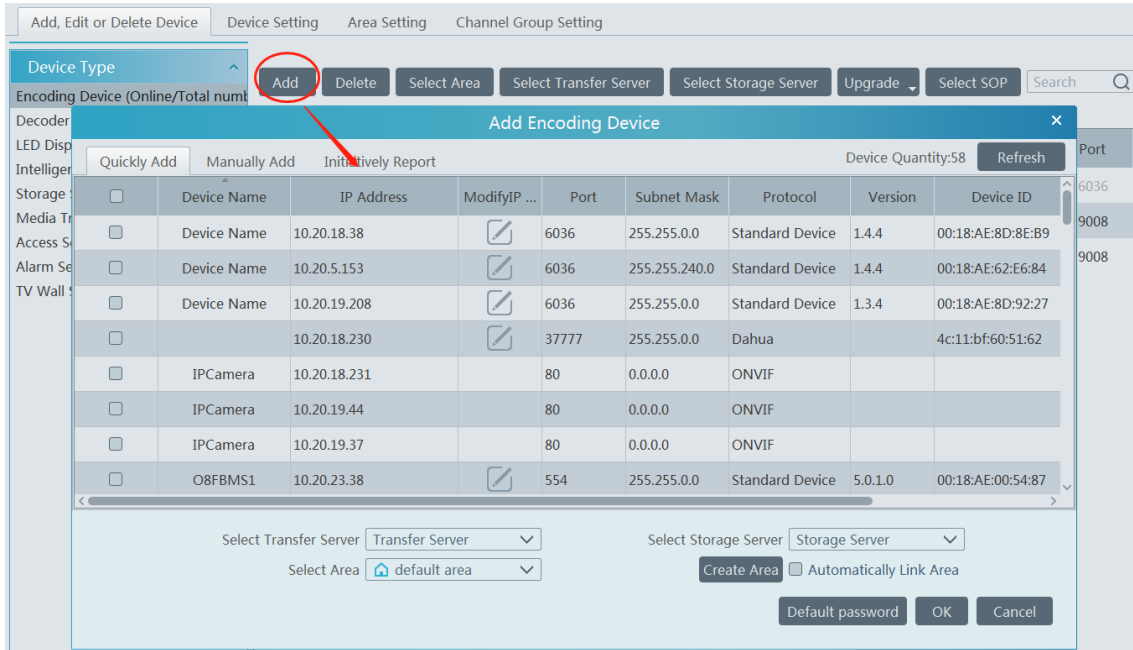 Add, Edit or Delete Device Device Setting Area Setting Channel Group Setting
Device Type
Add Delete Select Area Select Transfer Server Select Storage Server Upgrade Select SOP Search
Encoding Device (Online/Total numb
Decoder
LED Disp
Intelliger
Storage
Media Tr
Access Se
Alarm Se
TV Wall
Port
6036
9008
9008
Add Encoding Device
Quickly Add Manually Add Initiatively Report Device Quantity:58 Refresh
Device Name IP Address ModifyIP ... Port Subnet Mask Protocol Version Device ID
Device Name 10.20.18.38 6036 255.255.0.0 Standard Device 1.4.4 00:18:AE:8D:8E:B9
Device Name 10.20.5.153 6036 255.255.240.0 Standard Device 1.4.4 00:18:AE:62:E6:84
Device Name 10.20.19.208 6036 255.255.0.0 Standard Device 1.3.4 00:18:AE:8D:92:27
10.20.18.230 37777 255.255.0.0 Dahua 4c:11:bf:60:51:62
IPCamera 10.20.18.231 80 0.0.0.0 ONVIF
IPCamera 10.20.19.44 80 0.0.0.0 ONVIF
IPCamera 10.20.19.37 80 0.0.0.0 ONVIF
O8FBMS1 10.20.23.38 554 255.255.0.0 Standard Device 5.0.1.0 00:18:AE:00:54:87
Select Transfer Server Transfer Server Select Storage Server Storage Server
Select Area default area Create Area Automatically Link Area
Default password OK Cancel